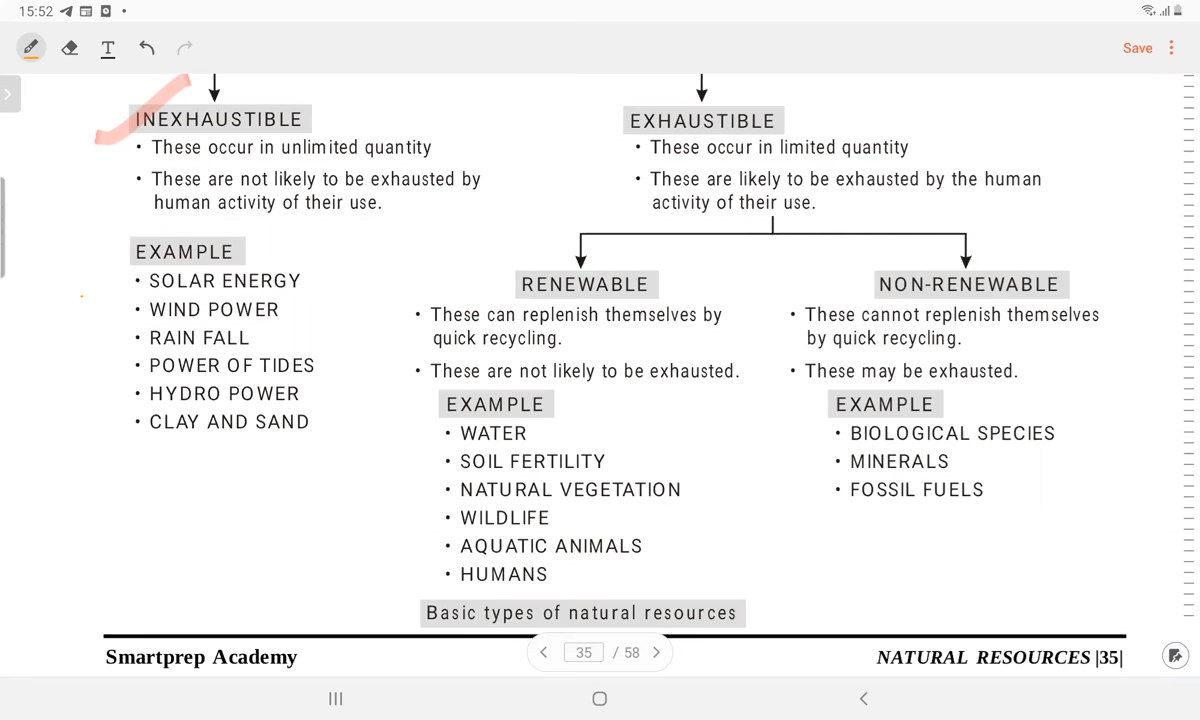 15:52
T
Save
INEXHAUSTIBLE
• These occur in unlimited quantity
• These are not likely to be exhausted by
human activity of their use.
EXAMPLE
• SOLAR ENERGY
• WIND POWER
• RAIN FALL
• POWER OF TIDES
• HYDRO POWER
• CLAY AND SAND
EXHAUSTIBLE
• These occur in limited quantity
• These are likely to be exhausted by the human
activity of their use.
RENEWABLE
• These can replenish themselves by
quick recycling.
• These are not likely to be exhausted.
EXAMPLE
• WATER
• SOIL FERTILITY
• NATURAL VEGETATION
• WILDLIFE
• AQUATIC ANIMALS
• HUMANS
NON-RENEWABLE
• These cannot replenish themselves
by quick recycling.
• These may be exhausted.
EXAMPLE
• BIOLOGICAL SPECIES
• MINERALS
• FOSSIL FUELS
Basic types of natural resources
Smartprep Academy
35 / 58
NATURAL RESOURCES |35|